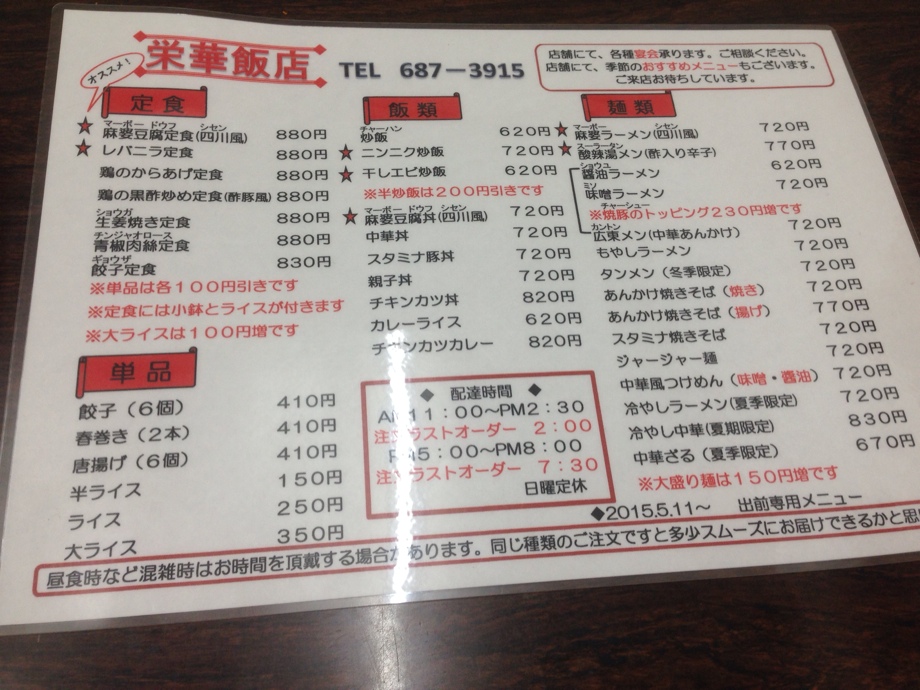 栄華飯店
オススメ!
TEL 687-3915
店舗にて、各種宴会承ります。ご相談ください。
店舗にて、季節のおすすめメニューもございます。
ご来店お待ちしています。
定食
★ 麻婆豆腐定食(四川風) 880円
マーボー ドウフ シセン
★ レバニラ定食 880円
鶏のからあげ定食 880円
鶏の黒酢炒め定食(酢豚風) 880円
ショウガ
生姜焼き定食 880円
チンジャオロース
青椒肉絲定食 880円
ギョウザ
餃子定食 830円
※単品は各100円引きです
※定食には小鉢とライスが付きます
※大ライスは100円増です
単品
餃子(6個) 410円
春巻き(2本) 410円
唐揚げ(6個) 410円
半ライス 150円
ライス 250円
大ライス 350円
飯類
チャーハン
炒飯 620円
★ ニンニク炒飯 720円
★ 干しエビ炒飯 620円
※半炒飯は200円引きです
マーボー ドウフ シセン
★ 麻婆豆腐丼(四川風) 720円
中華丼 720円
スタミナ豚丼 720円
親子丼 720円
チキンカツ丼 820円
カレーライス 620円
チキンカツカレー 820円
◆ 配達時間 ◆
AM11:00~PM2:30
注文ラストオーダー 2:00
PM5:00~PM8:00
注文ラストオーダー 7:30
日曜定休
麺類
マーボー シセン
★ 麻婆ラーメン(四川風) 720円
スーラータン
★ 酸辣湯メン(酢入り辛子) 770円
ショウユ
醤油ラーメン 620円
ミソ
味噌ラーメン 720円
チャーシュー
※焼豚のトッピング230円増です
カントン
広東メン(中華あんかけ) 720円
もやしラーメン 720円
タンメン(冬季限定) 720円
あんかけ焼きそば(焼き) 720円
あんかけ焼きそば(揚げ) 770円
スタミナ焼きそば 720円
ジャージャー麺 720円
中華風つけめん(味噌・醤油) 720円
冷やしラーメン(夏季限定) 720円
冷やし中華(夏期限定) 830円
中華ざる(夏季限定) 670円
※大盛り麺は150円増です
◆2015.5.11~ 出前専用メニュー
昼食時など混雑時はお時間を頂戴する場合があります。同じ種類のご注文ですと多少スムーズにお届けできるかと思